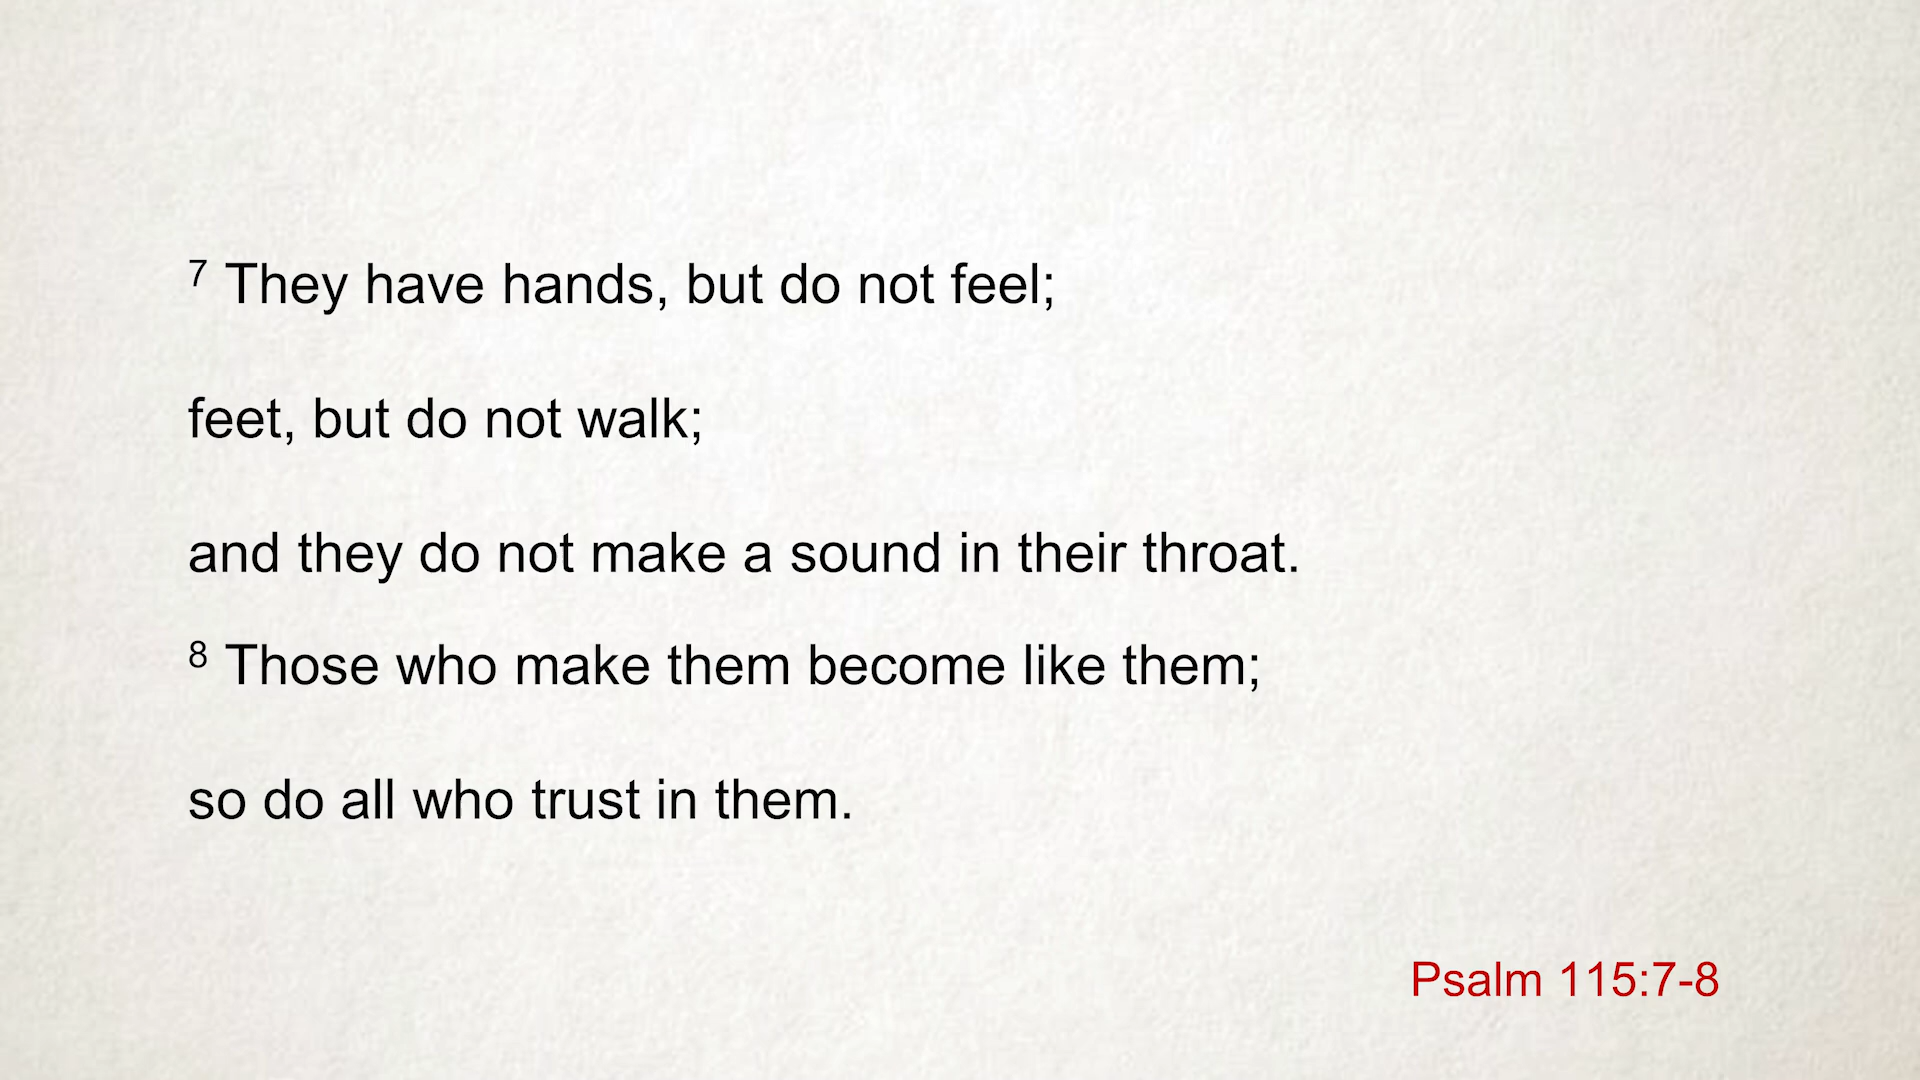 7 They have hands, but do not feel;
feet, but do not walk;
and they do not make a sound in their throat.
8 Those who make them become like them;
so do all who trust in them.
Psalm 115:7-8